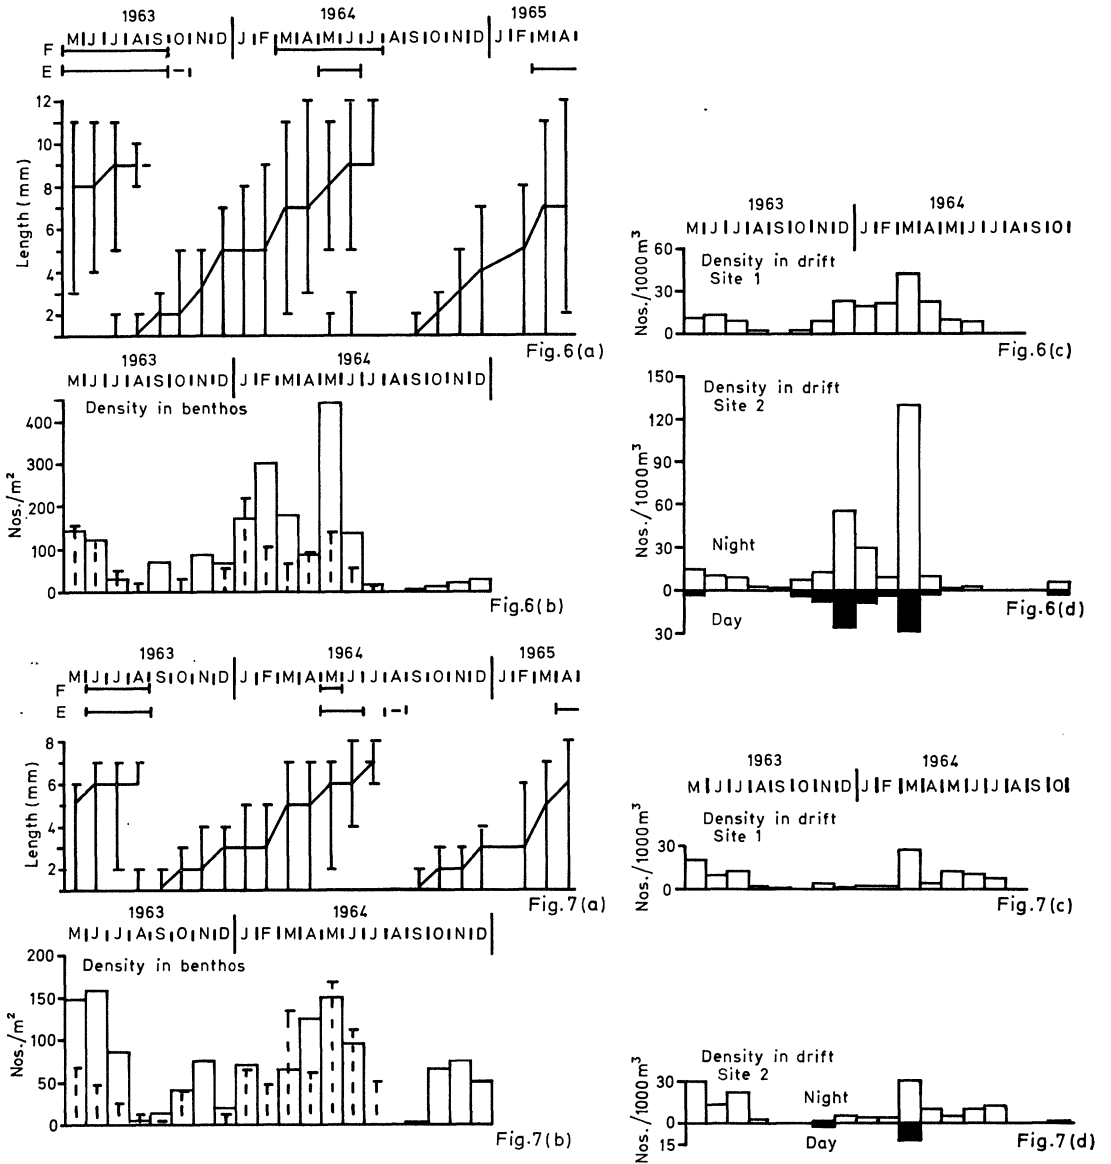 1963 1964 1965
M J J A S O N D J F M A M J J A S O N D J F M A
F
E
12
10
8
6
4
2
Length (mm)
Fig.6(a)
1963 1964
M J J A S O N D J F M A M J J A S O N D
Density in benthos
400
300
200
100
0
Nos./m²
Fig.6(b)
1963 1964 1965
M J J A S O N D J F M A M J J A S O N D J F M A
F
E
8
6
4
2
Length (mm)
Fig.7(a)
1963 1964
M J J A S O N D J F M A M J J A S O N D
200
Density in benthos
150
100
50
0
Nos./m²
Fig.7(b)
1963 1964
M J J A S O N D J F M A M J J A S O
60
Density in drift
Site 1
30
0
Nos./1000m³
Fig.6(c)
150
Density in drift
Site 2
120
90
60
30
Night
0
Day
30
Nos./1000m³
Fig.6(d)
1963 1964
M J J A S O N D J F M A M J J A S O
Density in drift
Site 1
30
0
Nos./1000m³
Fig.7(c)
Density in drift
Site 2
30
Night
0
Day
15
Nos./1000m³
Fig.7(d)